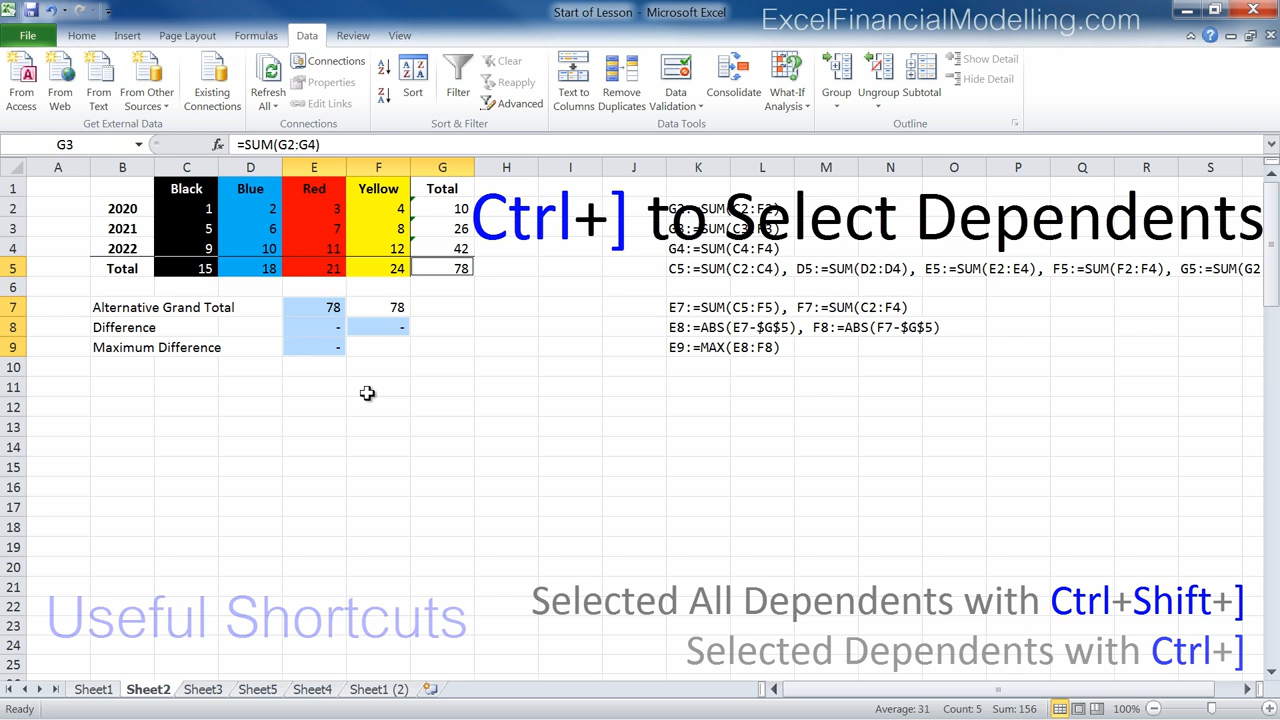 Start of Lesson - Microsoft Excel
ExcelFinancialModelling.com
File Home Insert Page Layout Formulas Data Review View
From Access
From Web
From Text
From Other Sources
Existing Connections
Refresh All
Connections
Properties
Edit Links
Sort
Filter
Clear
Reapply
Advanced
Text to Columns
Remove Duplicates
Data Validation
Consolidate
What-If Analysis
Group
Ungroup
Subtotal
Show Detail
Hide Detail
Get External Data Connections Sort & Filter Data Tools Outline
G3 fx =SUM(G2:G4)
A B C D E F G H I J K L M N O P Q R S
1 Black Blue Red Yellow Total
Ctrl+] to Select Dependents
2 2020 1 2 3 4 10 G2:=SUM(C2:F2)
3 2021 5 6 7 8 26 G3:=SUM(C3:F3)
4 2022 9 10 11 12 42 G4:=SUM(C4:F4)
5 Total 15 18 21 24 78 C5:=SUM(C2:C4), D5:=SUM(D2:D4), E5:=SUM(E2:E4), F5:=SUM(F2:F4), G5:=SUM(G2
6
7 Alternative Grand Total 78 78 E7:=SUM(C5:F5), F7:=SUM(C2:F4)
8 Difference - - E8:=ABS(E7-$G$5), F8:=ABS(F7-$G$5)
9 Maximum Difference - E9:=MAX(E8:F8)
10
11
12
13
14
15
16
17
18
19
20
21
22
23
24
25
Selected All Dependents with Ctrl+Shift+]
Useful Shortcuts
Selected Dependents with Ctrl+]
Sheet1 Sheet2 Sheet3 Sheet5 Sheet4 Sheet1 (2)
Ready Average: 31 Count: 5 Sum: 156 100%